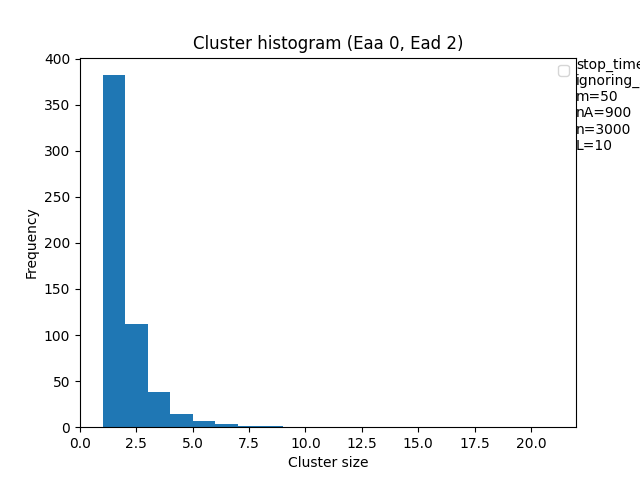 Cluster histogram (Eaa 0, Ead 2)
stop_time
ignoring_
m=50
nA=900
n=3000
L=10
400
350
300
250
200
150
100
50
0
Frequency
0.0 2.5 5.0 7.5 10.0 12.5 15.0 17.5 20.0
Cluster size